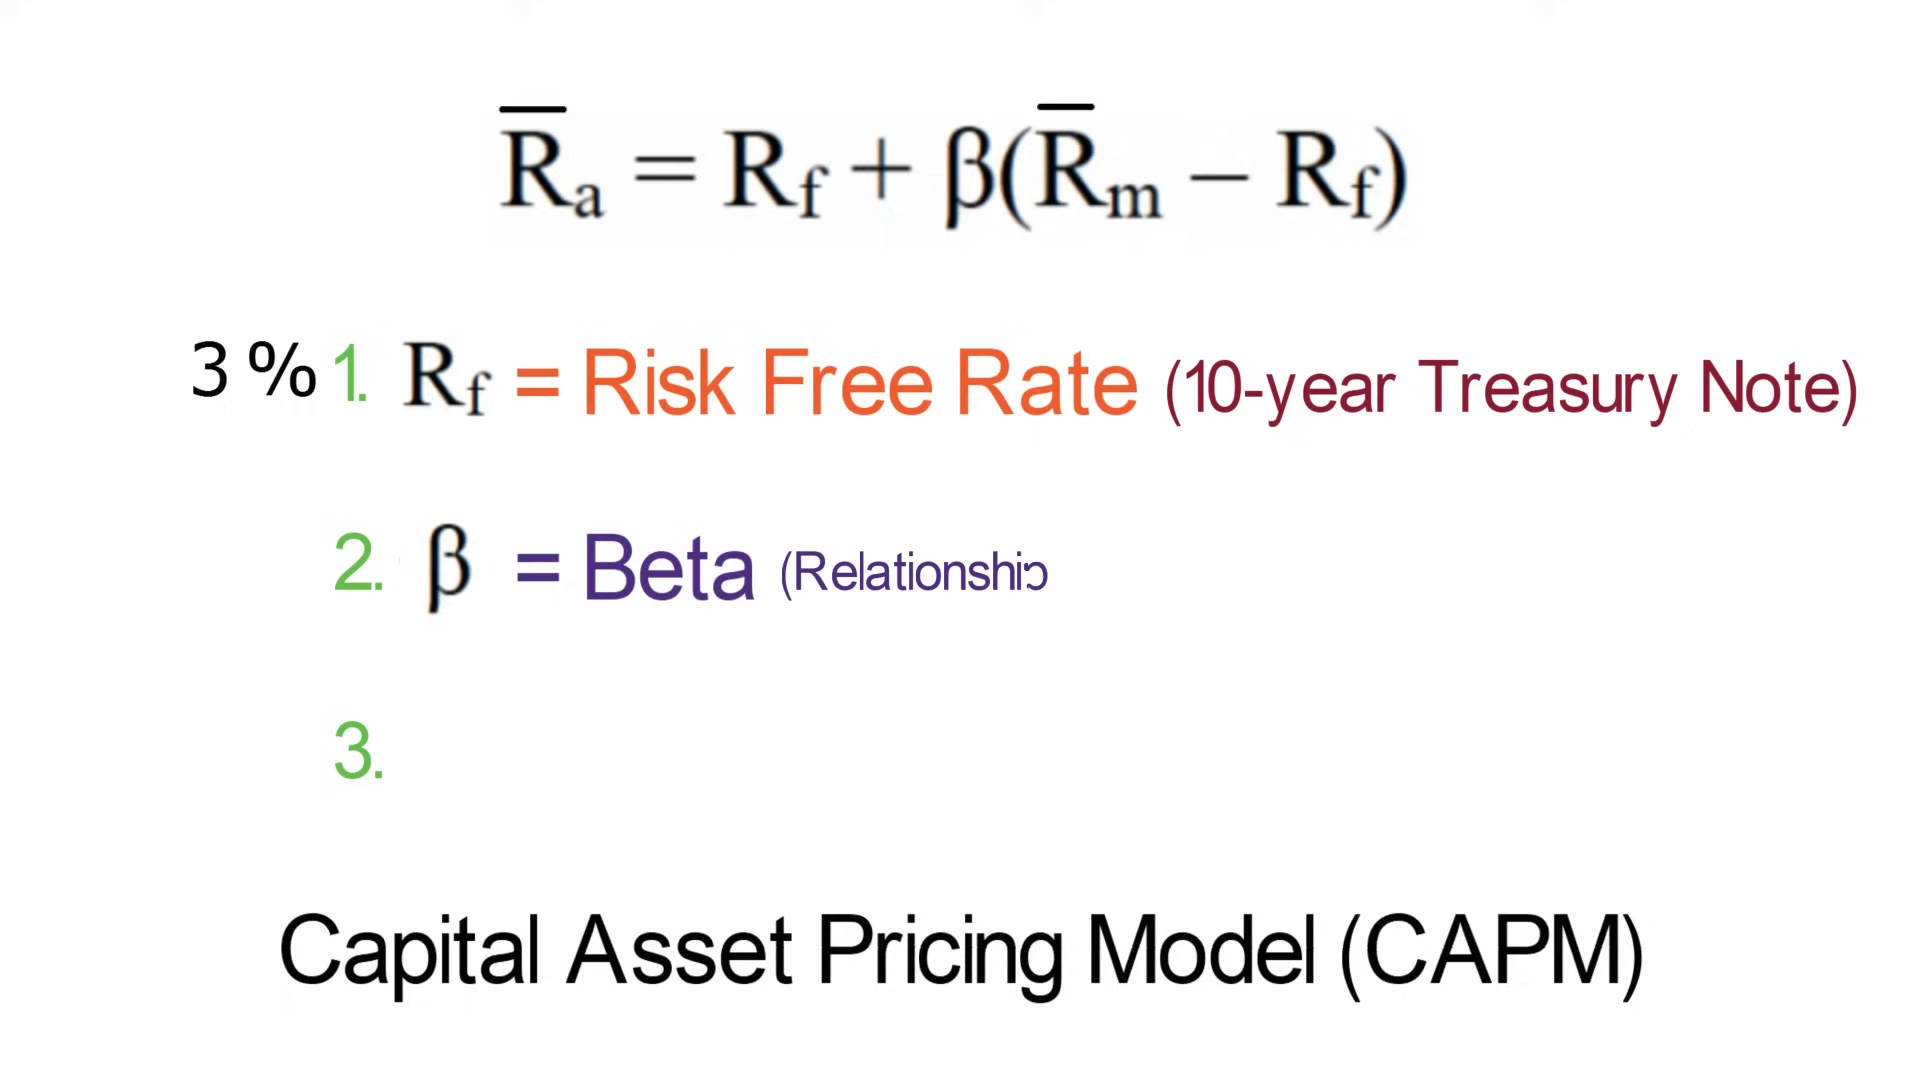 R̅a = Rf + β(R̅m − Rf)
3 % 1. Rf = Risk Free Rate (10-year Treasury Note)
2. β = Beta (Relationship
3.
Capital Asset Pricing Model (CAPM)